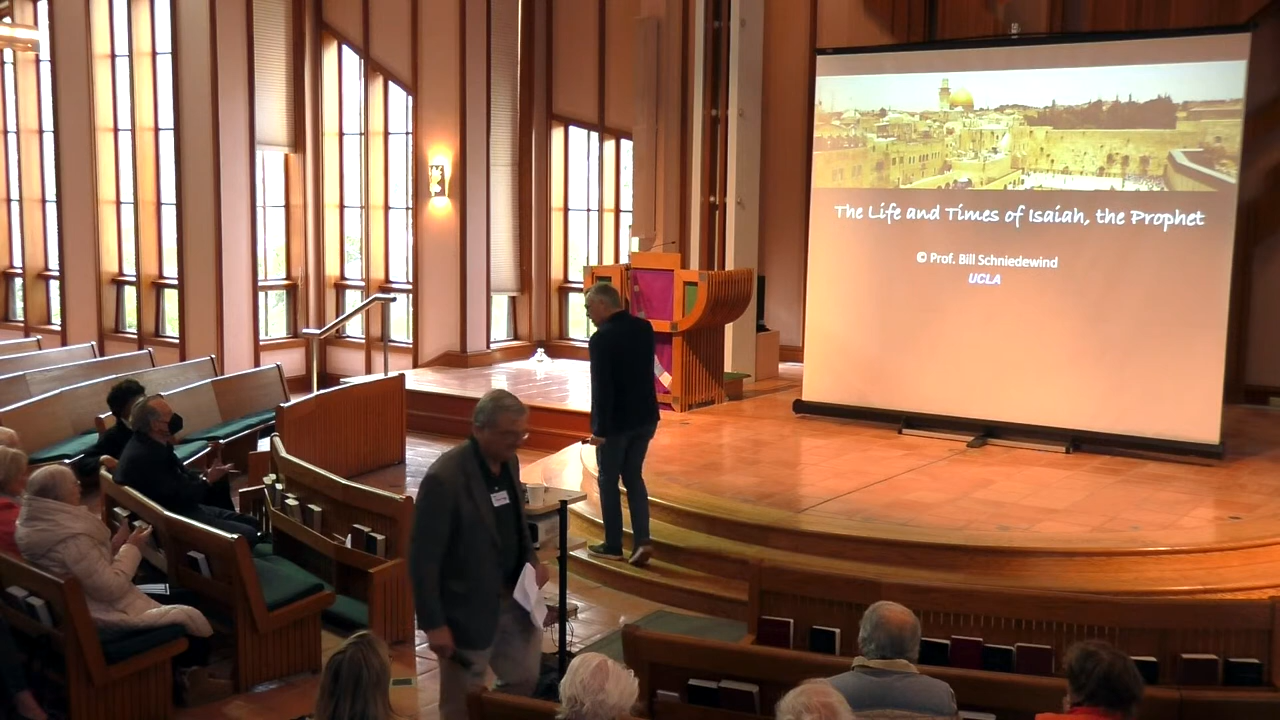 The Life and Times of Isaiah, the Prophet
© Prof. Bill Schniedewind
UCLA